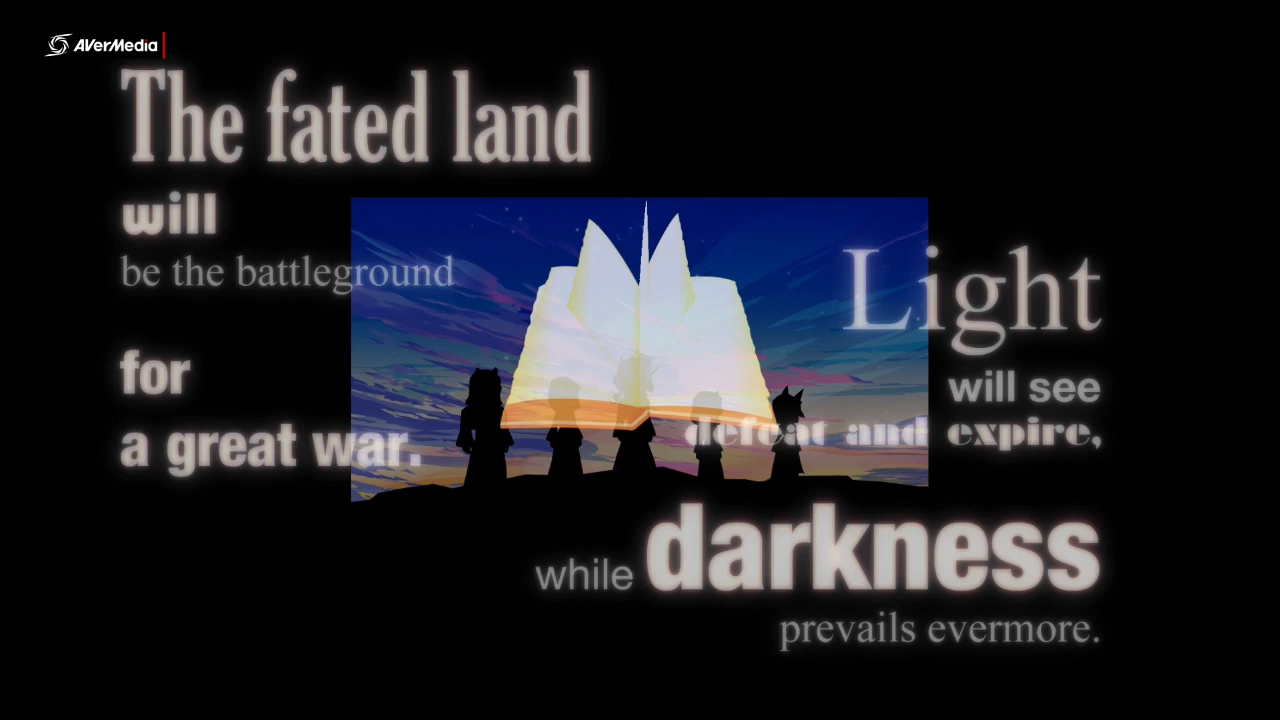 AVerMedia
The fated land
will
be the battleground
for
a great war.
Light
will see
defeat and expire,
while darkness
prevails evermore.